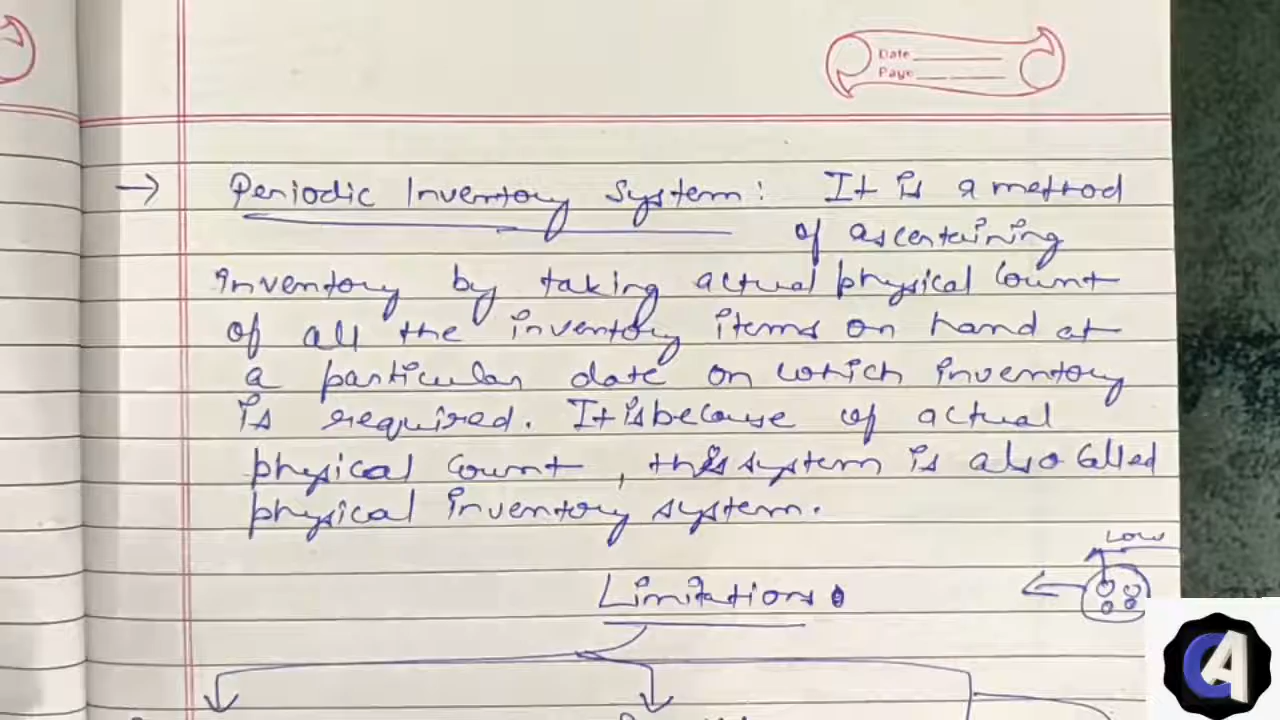 Date
Page
→ Periodic Inventory System: It is a method
of ascertaining
inventory by taking actual physical count
of all the inventory items on hand at
a particular date on which inventory
is required. It is because of actual
physical count, this system is also called
physical inventory system.
Low
Limitations
CA